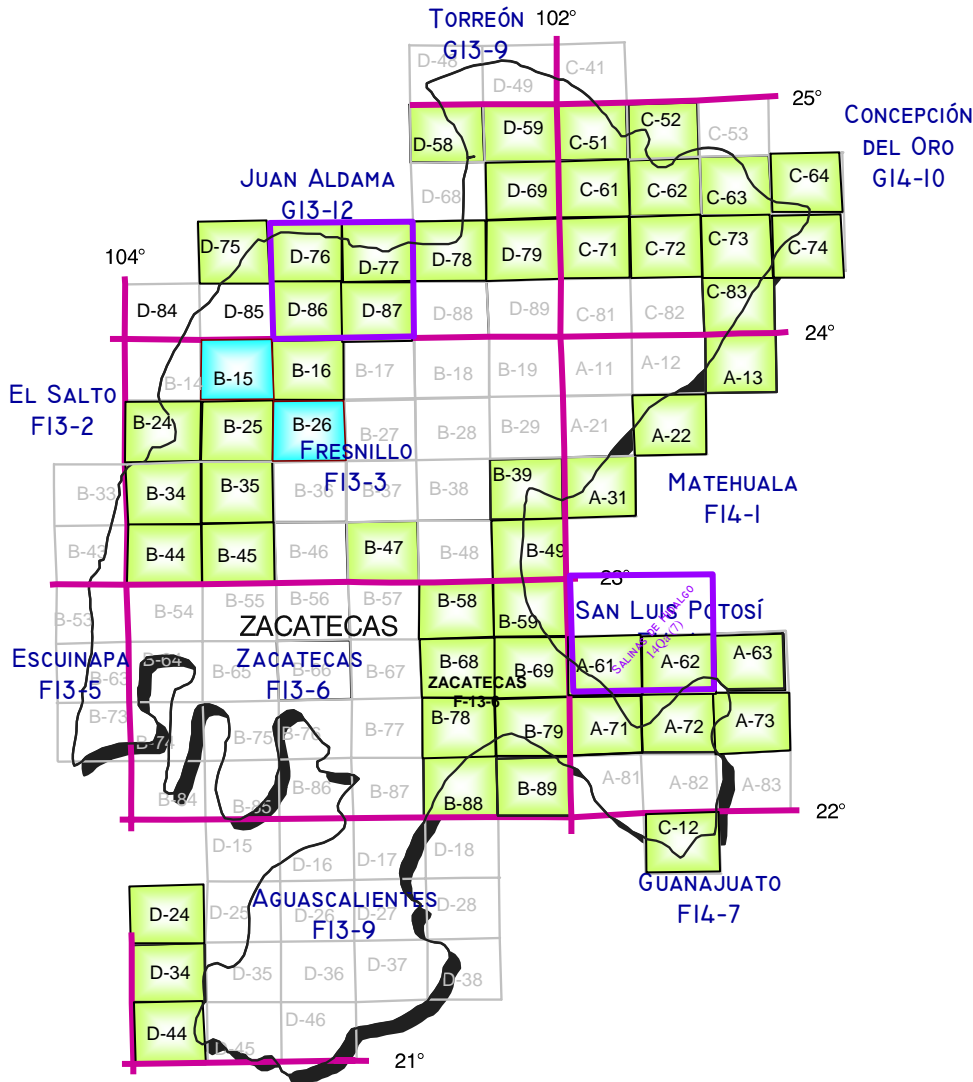 TORREÓN 102°
G13-9
D-48 C-41
D-49
25°
CONCEPCIÓN
DEL ORO
G14-10
D-58 D-59 C-51 C-52 C-53
JUAN ALDAMA
G13-12
D-68 D-69 C-61 C-62 C-63 C-64
104°
D-75 D-76 D-77 D-78 D-79 C-71 C-72 C-73 C-74
D-84 D-85 D-86 D-87 D-88 D-89 C-81 C-82 C-83
24°
EL SALTO
F13-2
B-14 B-15 B-16 B-17 B-18 B-19 A-11 A-12 A-13
B-24 B-25 B-26 B-27 B-28 B-29 A-21 A-22
FRESNILLO
F13-3
MATEHUALA
F14-1
B-33 B-34 B-35 B-36 B-37 B-38 B-39 A-31
B-43 B-44 B-45 B-46 B-47 B-48 B-49
23°
B-53 B-54 B-55 B-56 B-57 B-58 B-59
SAN LUIS POTOSÍ
SALINAS DE HIDALGO
14Qa(7)
ZACATECAS
ESCUINAPA
F13-5
ZACATECAS
F13-6
B-63 B-64 B-65 B-66 B-67 B-68 B-69 A-61 A-62 A-63
ZACATECAS
F-13-6
B-73 B-74 B-75 B-76 B-77 B-78 B-79 A-71 A-72 A-73
B-84 B-85 B-86 B-87 B-88 B-89 A-81 A-82 A-83
22°
D-15 D-16 D-17 D-18 C-12
GUANAJUATO
F14-7
AGUASCALIENTES
F13-9
D-24 D-25 D-26 D-27 D-28
D-34 D-35 D-36 D-37 D-38
D-44 D-45 D-46
21°